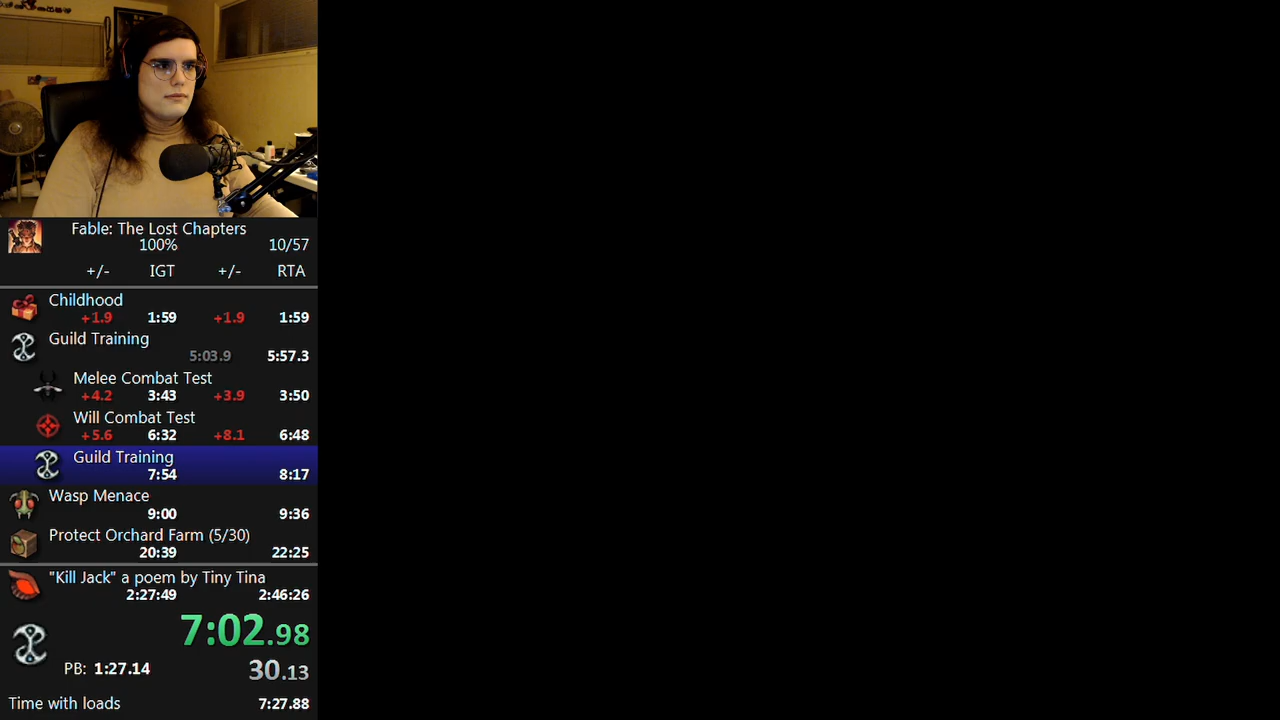 Fable: The Lost Chapters
100% 10/57
+/- IGT +/- RTA
Childhood
+1.9 1:59 +1.9 1:59
Guild Training
5:03.9 5:57.3
Melee Combat Test
+4.2 3:43 +3.9 3:50
Will Combat Test
+5.6 6:32 +8.1 6:48
Guild Training
7:54 8:17
Wasp Menace
9:00 9:36
Protect Orchard Farm (5/30)
20:39 22:25
"Kill Jack" a poem by Tiny Tina
2:27:49 2:46:26
7:02.98
PB: 1:27.14 30.13
Time with loads 7:27.88